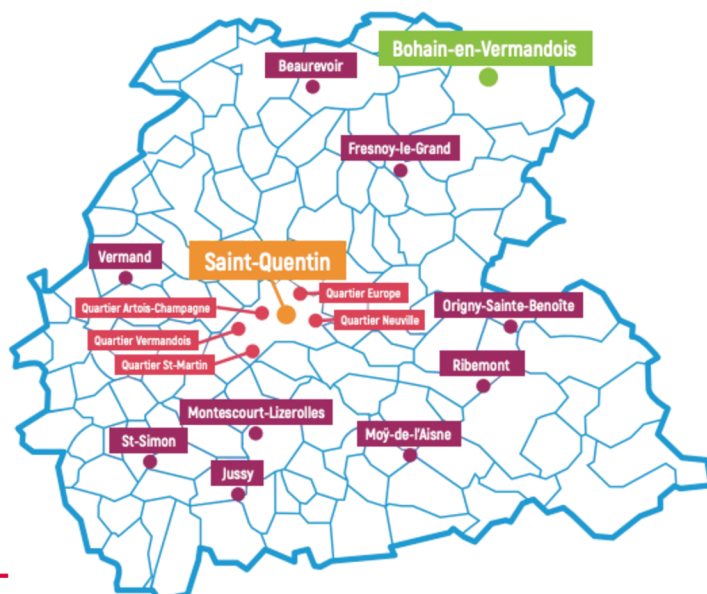 Bohain-en-Vermandois
Beaurevoir
Fresnoy-le-Grand
Vermand
Saint-Quentin
Quartier Europe
Quartier Artois-Champagne
Origny-Sainte-Benoîte
Quartier Neuville
Quartier Vermandois
Quartier St-Martin
Ribemont
Montescourt-Lizerolles
Moÿ-de-l'Aisne
St-Simon
Jussy